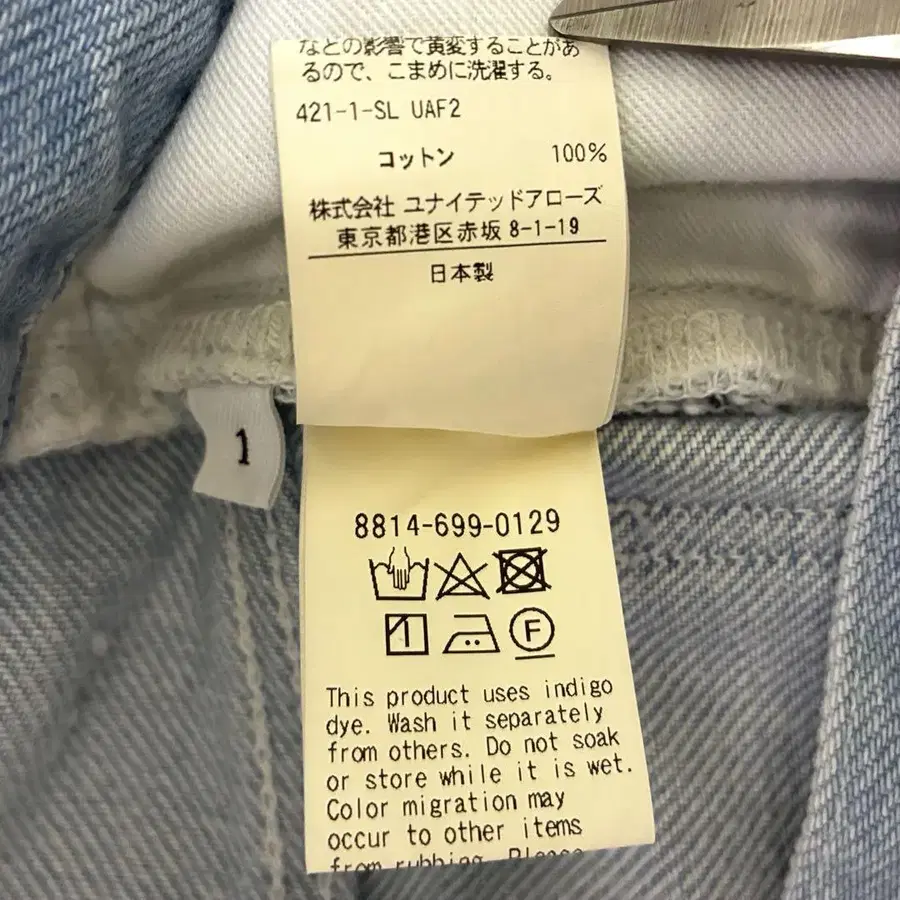 などの影響で黄変することがあ
るので、こまめに洗濯する。
421-1-SL UAF2
コットン 100%
株式会社 ユナイテッドアローズ
東京都港区赤坂 8-1-19
日本製
1
8814-699-0129
F
This product uses indigo
dye. Wash it separately
from others. Do not soak
or store while it is wet.
Color migration may
occur to other items
from rubbing. Please